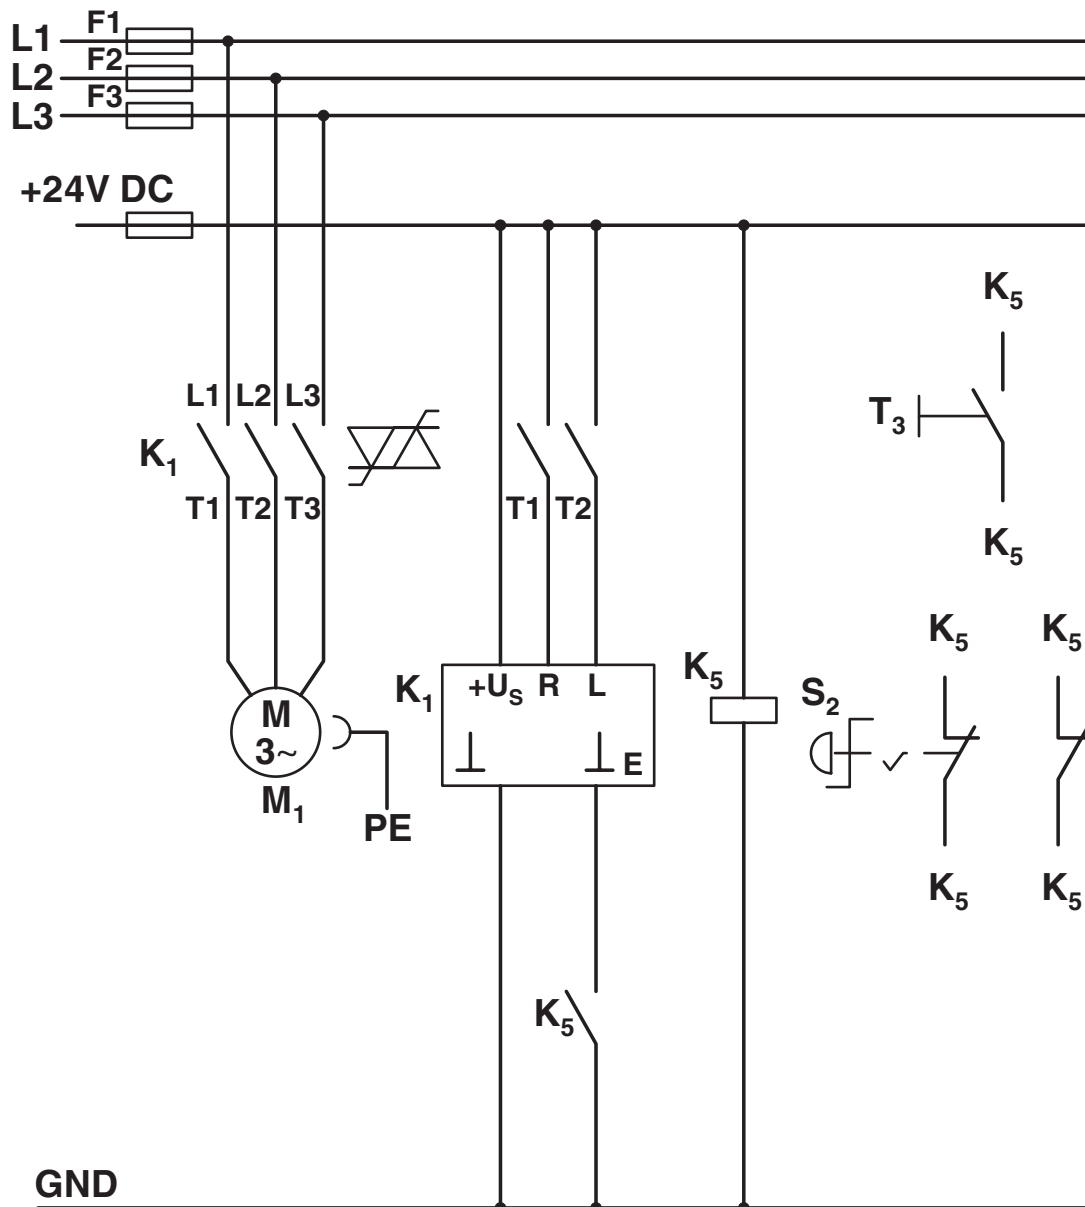 F1
L1
F2
L2
F3
L3
+24V DC
K5
L1 L2 L3
T3
K1
T1 T2 T3
T1 T2
K5
K5 K5
K5
K1 +US R L
S2
M
3~
E
M1
PE
K5 K5
K5
GND